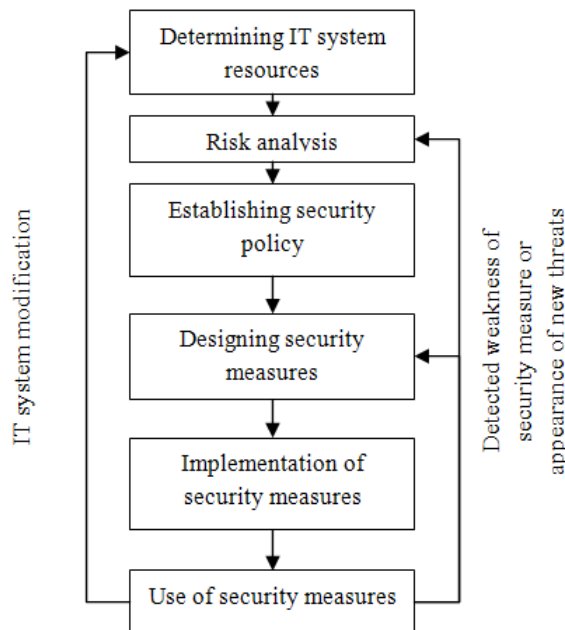 Determining IT system
resources
Risk analysis
Establishing security
policy
Designing security
measures
Implementation of
security measures
Use of security measures
IT system modification
Detected weakness of
security measure or
appearance of new threats